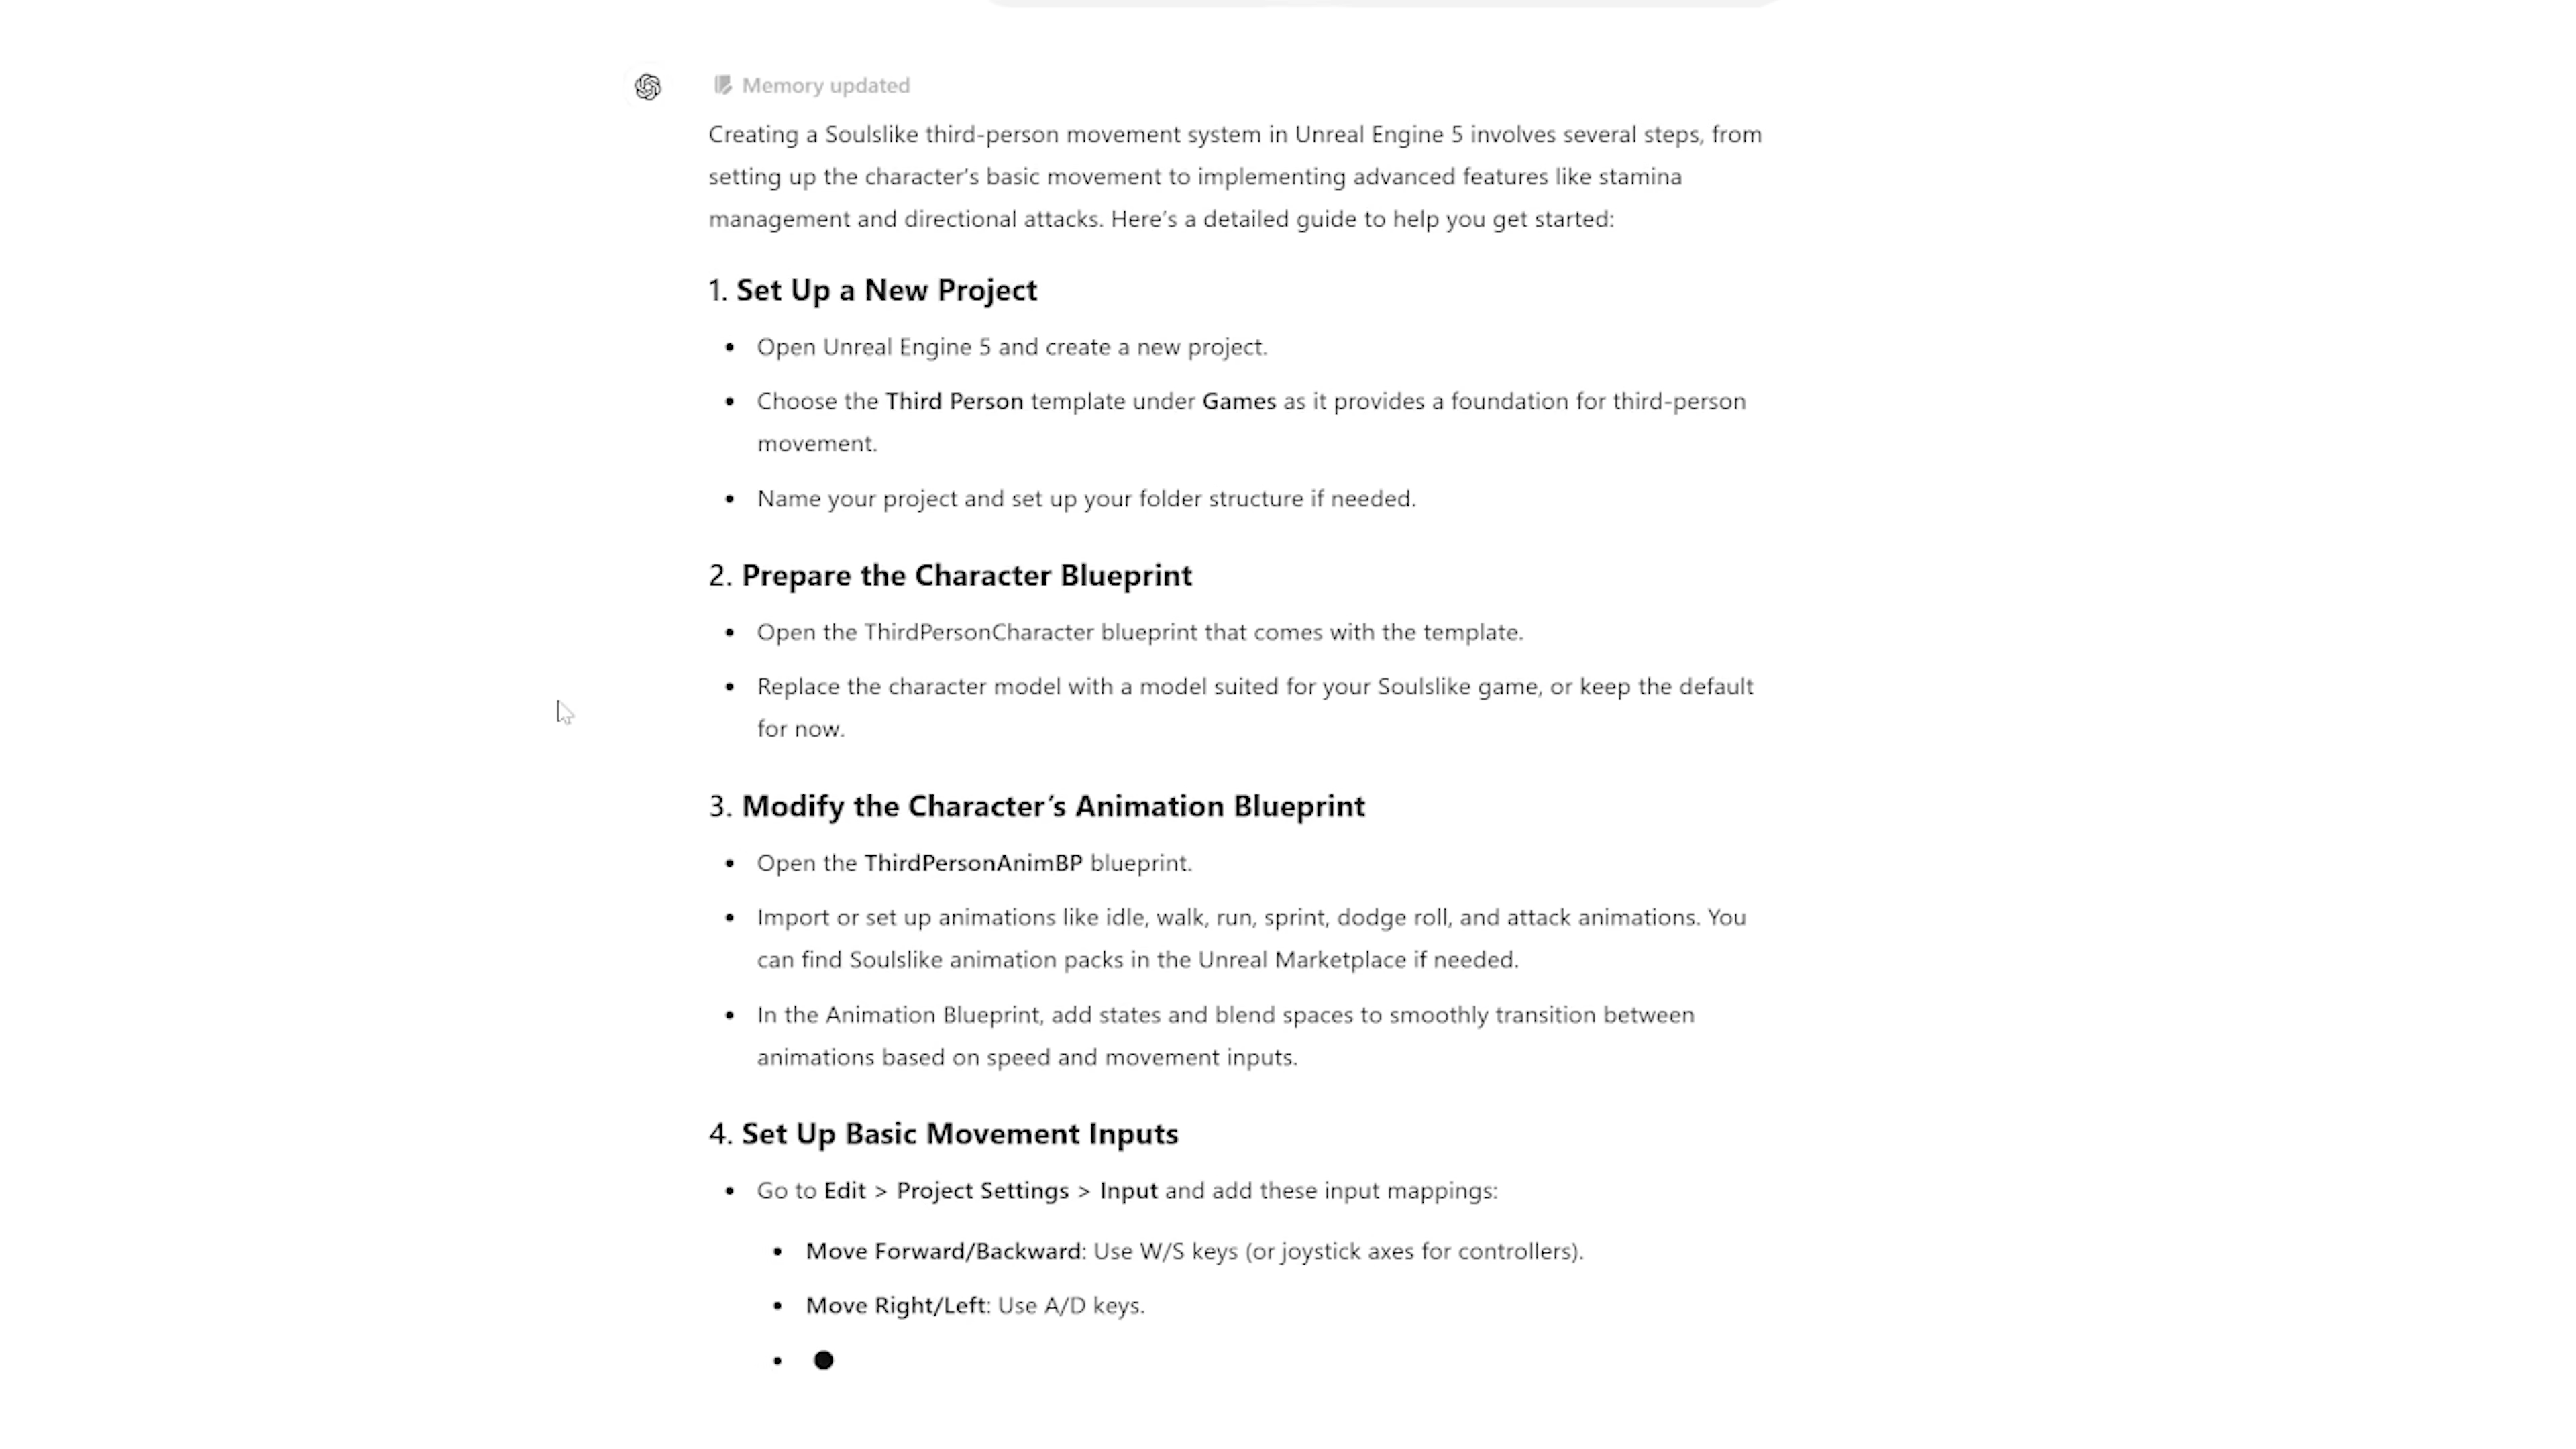 Memory updated
Creating a Soulslike third-person movement system in Unreal Engine 5 involves several steps, from
setting up the character's basic movement to implementing advanced features like stamina
management and directional attacks. Here's a detailed guide to help you get started:
1. Set Up a New Project
• Open Unreal Engine 5 and create a new project.
• Choose the Third Person template under Games as it provides a foundation for third-person
movement.
• Name your project and set up your folder structure if needed.
2. Prepare the Character Blueprint
• Open the ThirdPersonCharacter blueprint that comes with the template.
• Replace the character model with a model suited for your Soulslike game, or keep the default
for now.
3. Modify the Character's Animation Blueprint
• Open the ThirdPersonAnimBP blueprint.
• Import or set up animations like idle, walk, run, sprint, dodge roll, and attack animations. You
can find Soulslike animation packs in the Unreal Marketplace if needed.
• In the Animation Blueprint, add states and blend spaces to smoothly transition between
animations based on speed and movement inputs.
4. Set Up Basic Movement Inputs
• Go to Edit > Project Settings > Input and add these input mappings:
• Move Forward/Backward: Use W/S keys (or joystick axes for controllers).
• Move Right/Left: Use A/D keys.